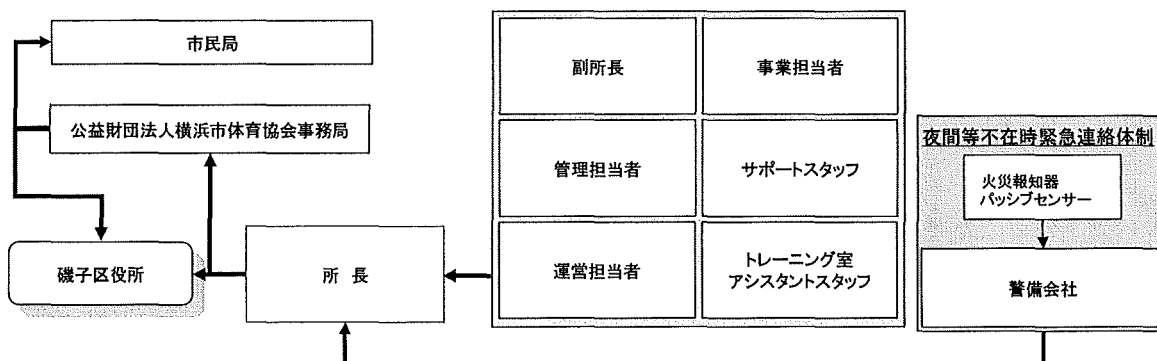 市民局
公益財団法人横浜市体育協会事務局
磯子区役所
所 長
副所長
事業担当者
管理担当者
サポートスタッフ
運営担当者
トレーニング室
アシスタントスタッフ
夜間等不在時緊急連絡体制
火災報知器
パッシブセンサー
警備会社